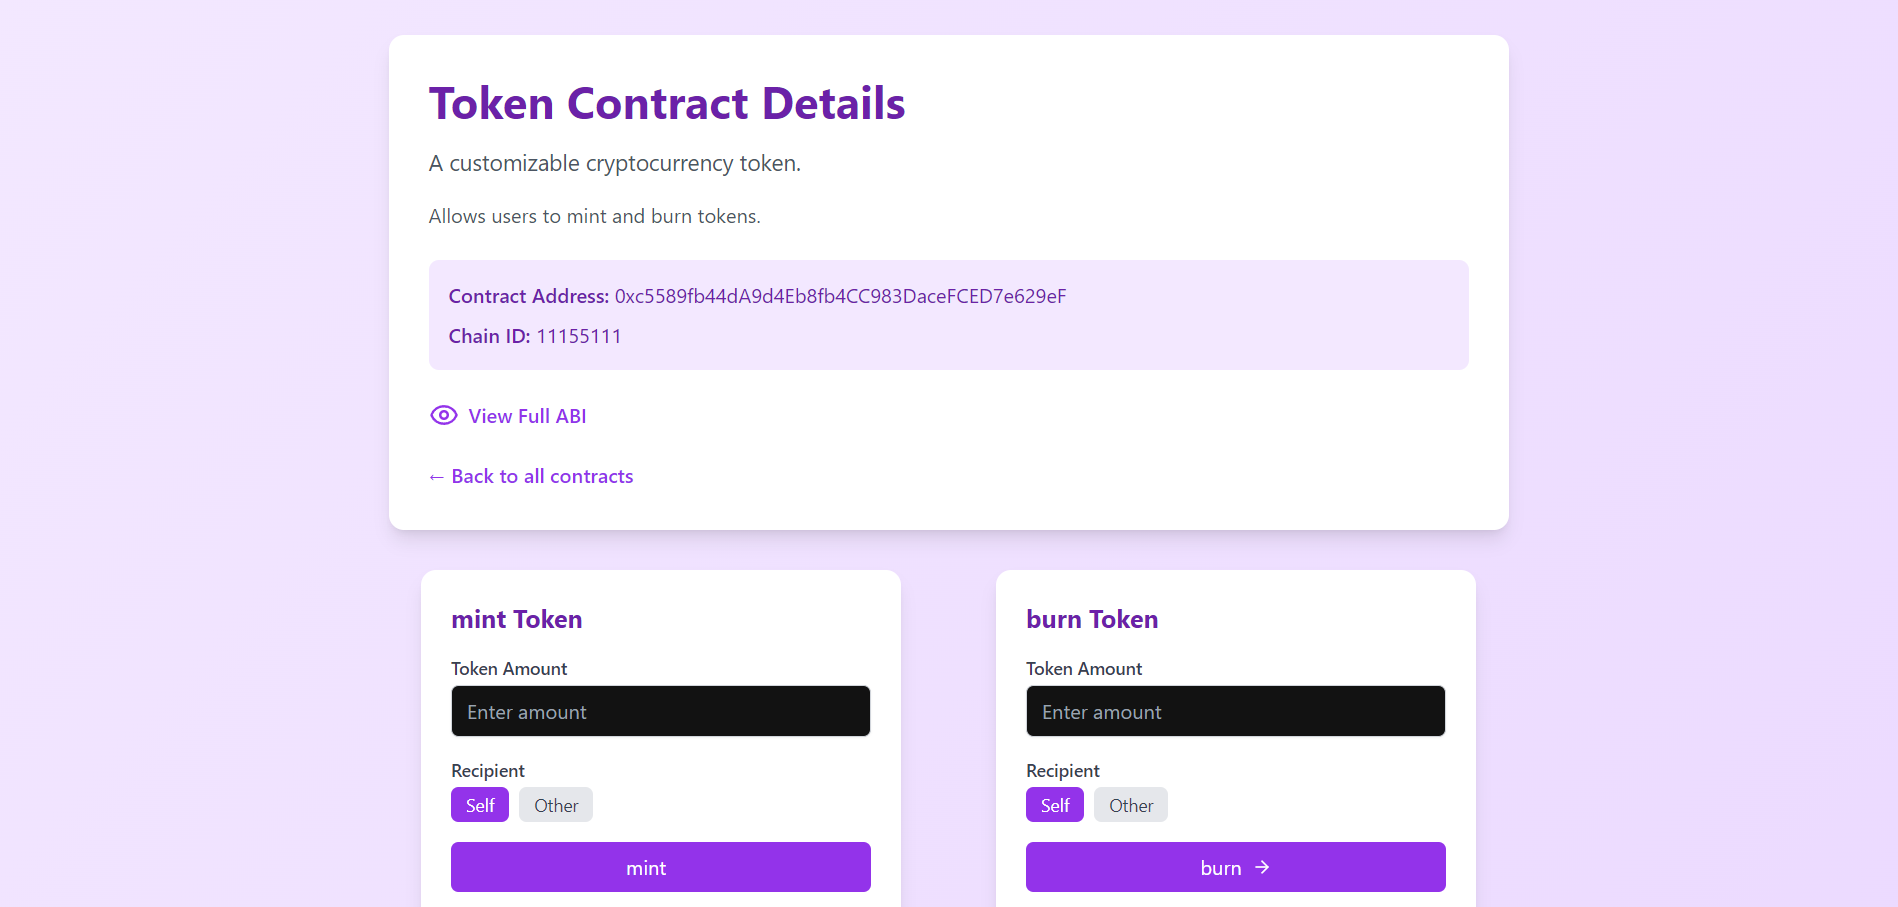 Token Contract Details
A customizable cryptocurrency token.
Allows users to mint and burn tokens.
Contract Address: 0xc5589fb44dA9d4Eb8fb4CC983DaceFCED7e629eF
Chain ID: 11155111
View Full ABI
← Back to all contracts
mint Token
Token Amount
Enter amount
Recipient
Self Other
mint
burn Token
Token Amount
Enter amount
Recipient
Self Other
burn →